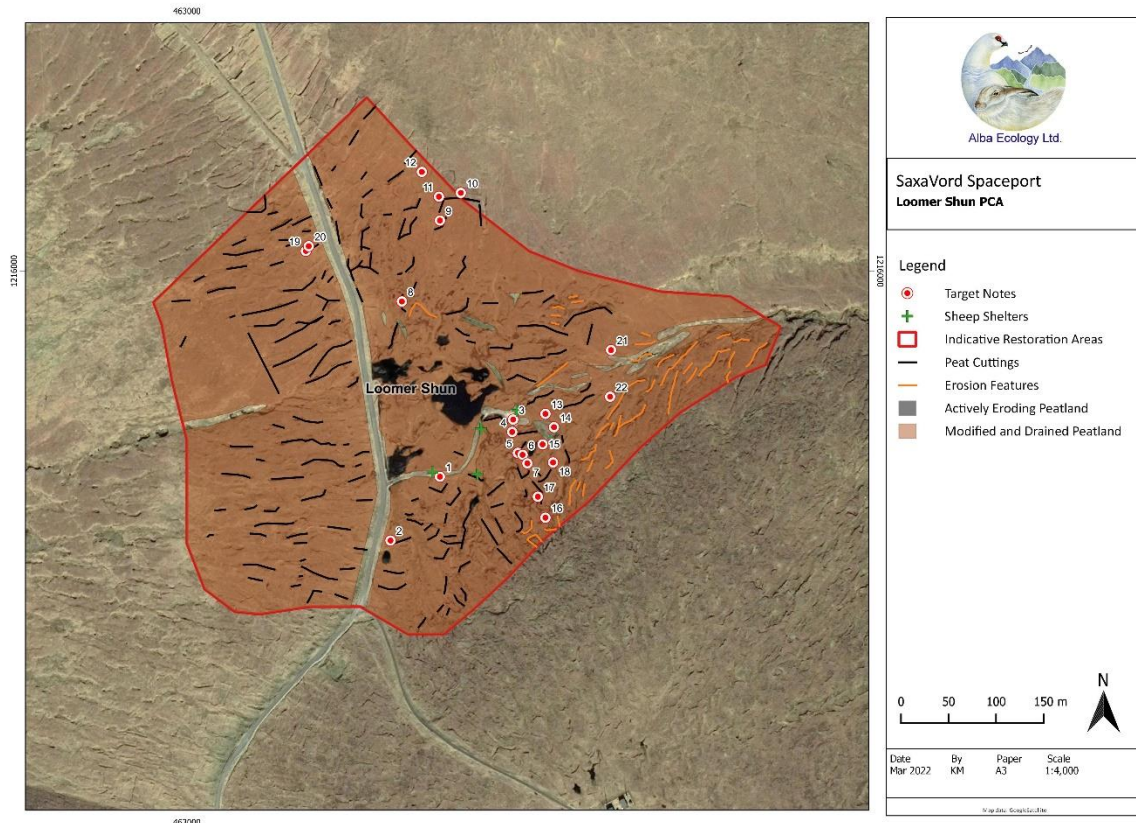 463000
1216000
1216000
12
11
10
9
19
20
8
21
Loomer Shun
22
3
13
4
14
5
6
15
7
18
1
17
16
2
463000
Alba Ecology Ltd.
SaxaVord Spaceport
Loomer Shun PCA
Legend
Target Notes
Sheep Shelters
Indicative Restoration Areas
Peat Cuttings
Erosion Features
Actively Eroding Peatland
Modified and Drained Peatland
N
0 50 100 150 m
Date By Paper Scale
Mar 2022 KM A3 1:4,000
Map data: GoogleSatellite